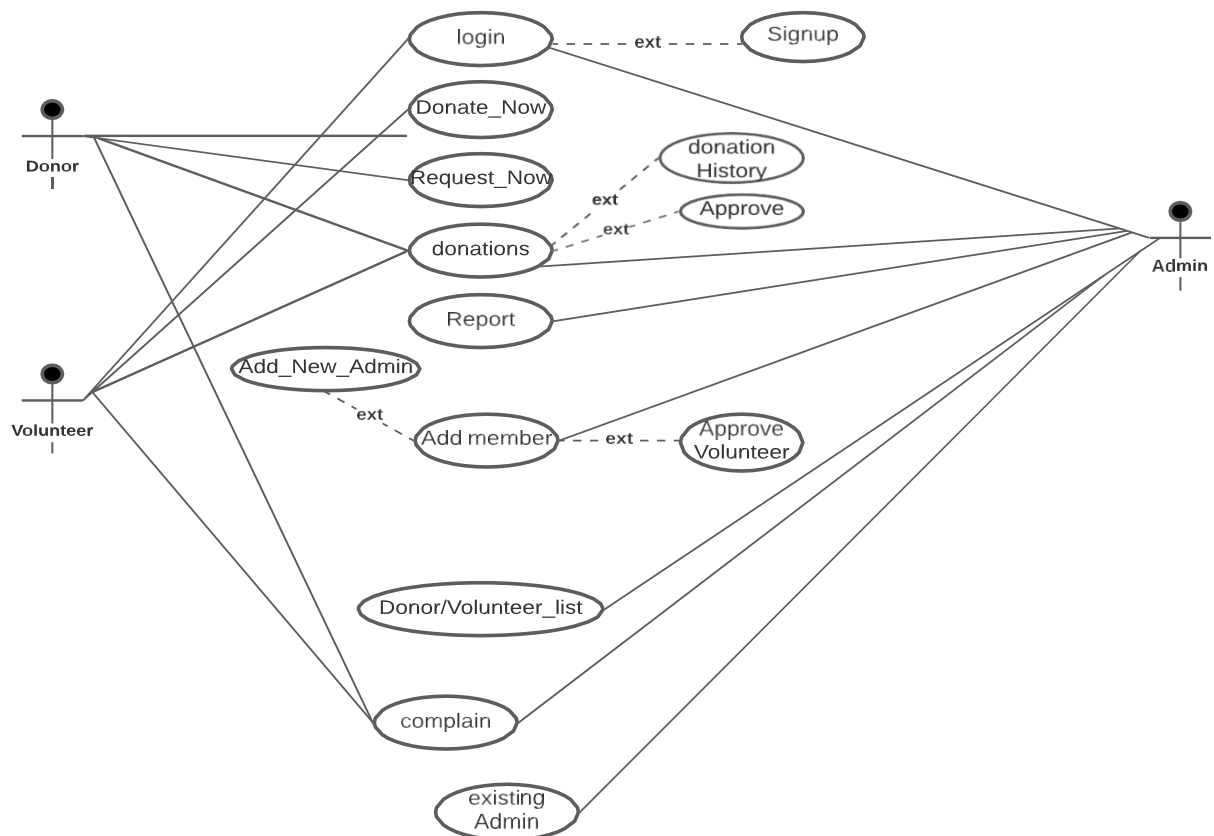 login
ext
Signup
Donate_Now
Donor
donation
History
Request_Now
ext
Approve
ext
donations
Admin
Report
Add_New_Admin
Volunteer
ext
Add member
ext
Approve
Volunteer
Donor/Volunteer_list
complain
existing
Admin